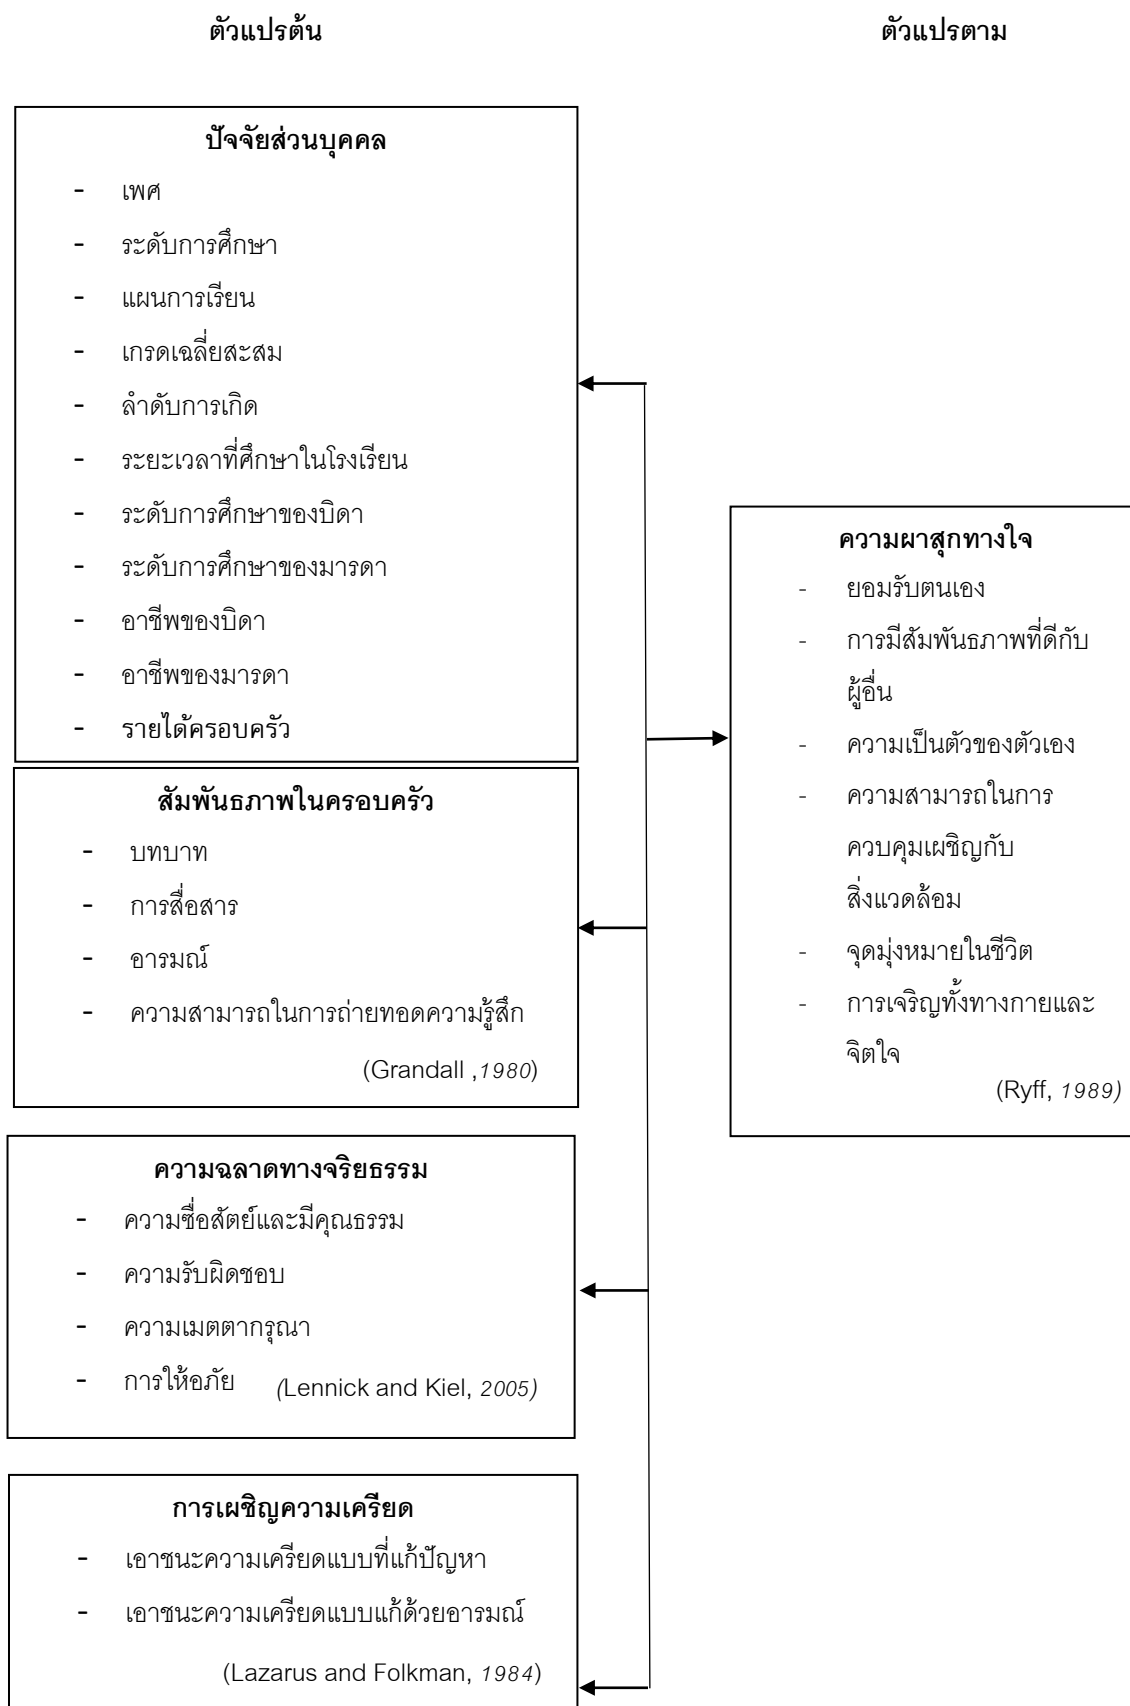 ตัวแปรต้น
ตัวแปรตาม
ปัจจัยส่วนบุคคล
- เพศ
- ระดับการศึกษา
- แผนการเรียน
- เกรดเฉลี่ยสะสม
- ลำดับการเกิด
- ระยะเวลาที่ศึกษาในโรงเรียน
- ระดับการศึกษาของบิดา
- ระดับการศึกษาของมารดา
- อาชีพของบิดา
- อาชีพของมารดา
- รายได้ครอบครัว
สัมพันธภาพในครอบครัว
- บทบาท
- การสื่อสาร
- อารมณ์
- ความสามารถในการถ่ายทอดความรู้สึก
(Grandall ,1980)
ความฉลาดทางจริยธรรม
- ความซื่อสัตย์และมีคุณธรรม
- ความรับผิดชอบ
- ความเมตตากรุณา
- การให้อภัย (Lennick and Kiel, 2005)
การเผชิญความเครียด
- เอาชนะความเครียดแบบที่แก้ปัญหา
- เอาชนะความเครียดแบบแก้ด้วยอารมณ์
(Lazarus and Folkman, 1984)
ความผาสุกทางใจ
- ยอมรับตนเอง
- การมีสัมพันธภาพที่ดีกับ
ผู้อื่น
- ความเป็นตัวของตัวเอง
- ความสามารถในการ
ควบคุมเผชิญกับ
สิ่งแวดล้อม
- จุดมุ่งหมายในชีวิต
- การเจริญทั้งทางกายและ
จิตใจ
(Ryff, 1989)